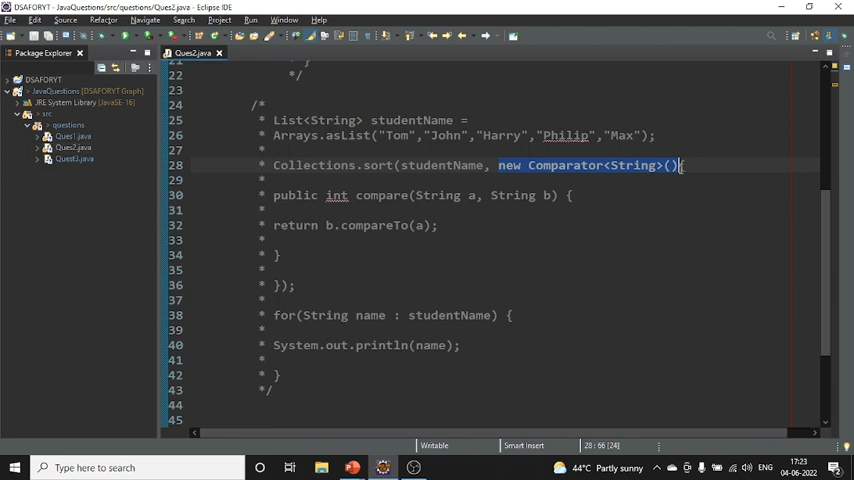 DSAFORYT - JavaQuestions/src/questions/Ques2.java - Eclipse IDE
File Edit Source Refactor Navigate Search Project Run Window Help
Package Explorer
Ques2.java
DSAFORYT
JavaQuestions [DSAFORYT Graph]
JRE System Library [JavaSE-16]
src
questions
Ques1.java
Ques2.java
Quest3.java
21 }
22 */
23
24 /*
25 * List<String> studentName =
26 * Arrays.asList("Tom","John","Harry","Philip","Max");
27 *
28 * Collections.sort(studentName, new Comparator<String>(){
29 *
30 * public int compare(String a, String b) {
31 *
32 * return b.compareTo(a);
33 *
34 * }
35 *
36 * });
37 *
38 * for(String name : studentName) {
39 *
40 * System.out.println(name);
41 *
42 * }
43 */
44
45
Writable Smart Insert 28 : 66 [24]
Type here to search
Partly sunny
ENG
17:23
04-06-2022
2